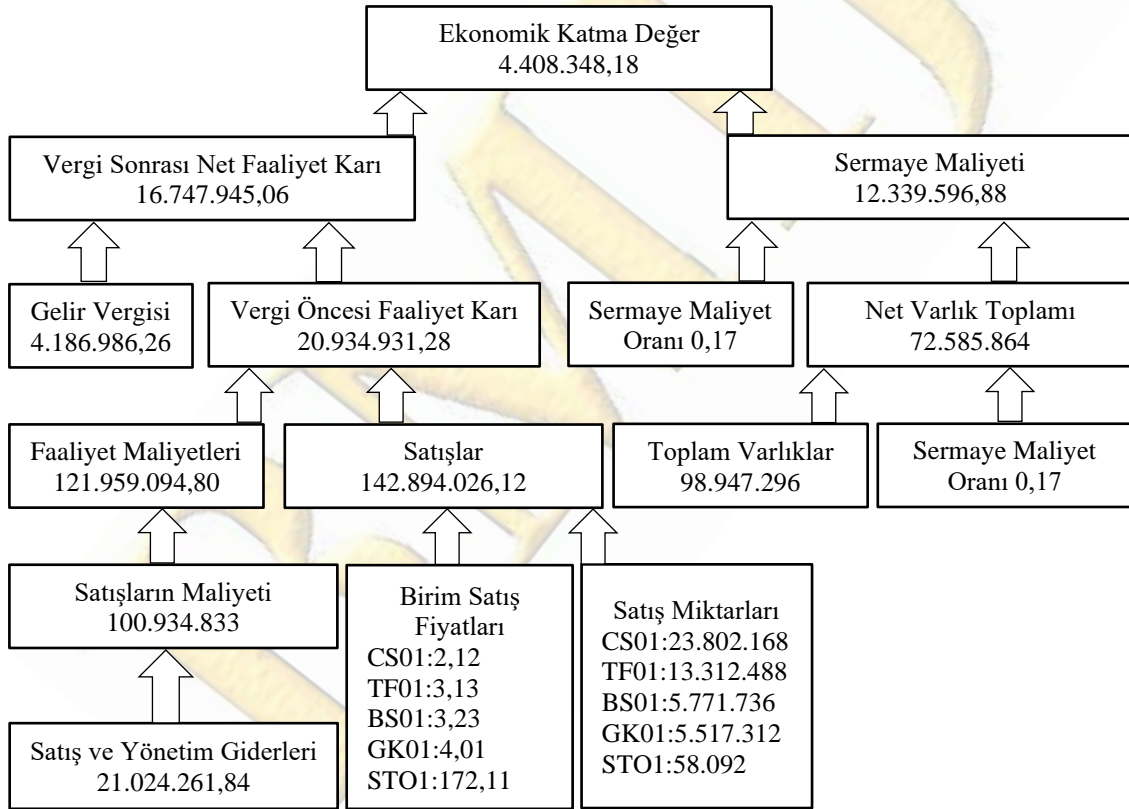 Ekonomik Katma Değer
4.408.348,18
Vergi Sonrası Net Faaliyet Karı
16.747.945,06
Sermaye Maliyeti
12.339.596,88
Gelir Vergisi
4.186.986,26
Vergi Öncesi Faaliyet Karı
20.934.931,28
Sermaye Maliyet
Oranı 0,17
Net Varlık Toplamı
72.585.864
Faaliyet Maliyetleri
121.959.094,80
Satışlar
142.894.026,12
Toplam Varlıklar
98.947.296
Sermaye Maliyet
Oranı 0,17
Satışların Maliyeti
100.934.833
Birim Satış
Fiyatları
CS01:2,12
TF01:3,13
BS01:3,23
GK01:4,01
STO1:172,11
Satış Miktarları
CS01:23.802.168
TF01:13.312.488
BS01:5.771.736
GK01:5.517.312
STO1:58.092
Satış ve Yönetim Giderleri
21.024.261,84